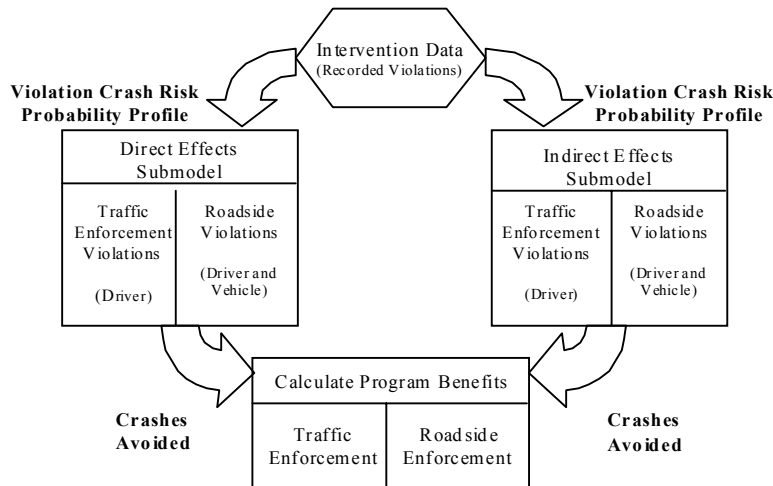 Intervention Data
(Recorded Violations)
Violation Crash Risk
Probability Profile
Violation Crash Risk
Probability Profile
Direct Effects
Submodel
Traffic
Enforcement
Violations
(Driver)
Roadside
Violations
(Driver and
Vehicle)
Indirect Effects
Submodel
Traffic
Enforcement
Violations
(Driver)
Roadside
Violations
(Driver and
Vehicle)
Crashes
Avoided
Calculate Program Benefits
Traffic
Enforcement
Roadside
Enforcement
Crashes
Avoided